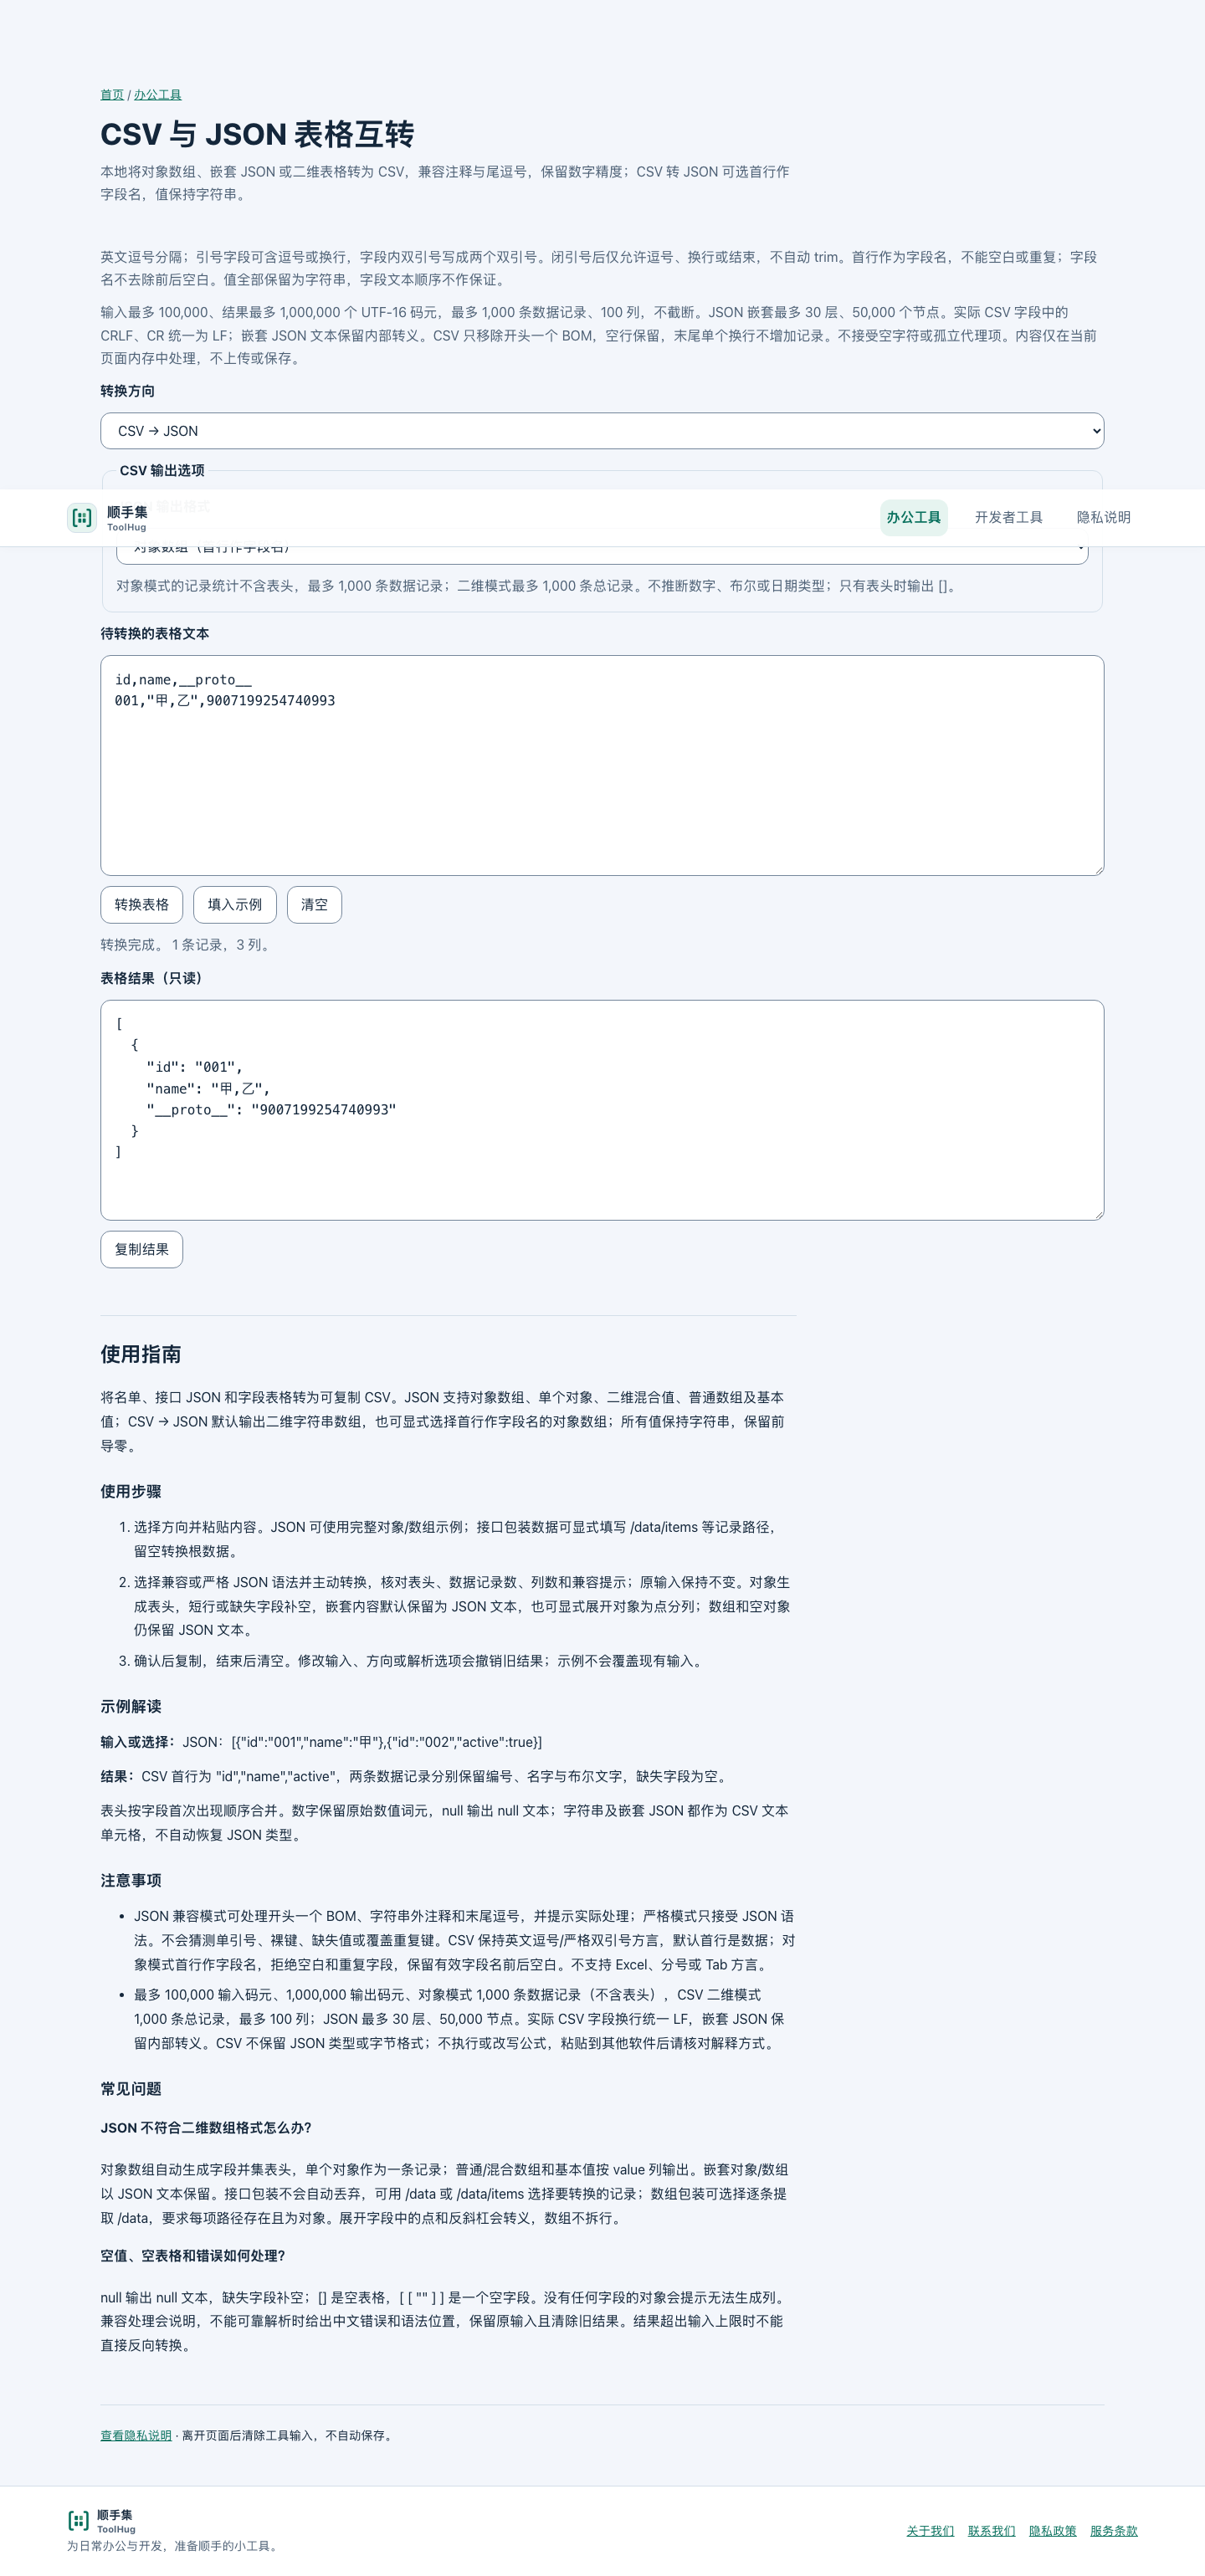 首页 / 办公工具
CSV 与 JSON 表格互转
本地将对象数组、嵌套 JSON 或二维表格转为 CSV，兼容注释与尾逗号，保留数字精度；CSV 转 JSON 可选首行作
字段名，值保持字符串。
英文逗号分隔；引号字段可含逗号或换行，字段内双引号写成两个双引号。闭引号后仅允许逗号、换行或结束，不自动 trim。首行作为字段名，不能空白或重复；字段
名不去除前后空白。值全部保留为字符串，字段文本顺序不作保证。
输入最多 100,000、结果最多 1,000,000 个 UTF-16 码元，最多 1,000 条数据记录、100 列，不截断。JSON 嵌套最多 30 层、50,000 个节点。实际 CSV 字段中的
CRLF、CR 统一为 LF；嵌套 JSON 文本保留内部转义。CSV 只移除开头一个 BOM，空行保留，末尾单个换行不增加记录。不接受空字符或孤立代理项。内容仅在当前
页面内存中处理，不上传或保存。
转换方向
CSV → JSON
CSV 输出选项
顺手集
ToolHug
办公工具
开发者工具
隐私说明
对象数组（首行作字段名）
对象模式的记录统计不含表头，最多 1,000 条数据记录；二维模式最多 1,000 条总记录。不推断数字、布尔或日期类型；只有表头时输出 []。
待转换的表格文本
id,name,__proto__
001,"甲,乙",9007199254740993
转换表格
填入示例
清空
转换完成。 1 条记录，3 列。
表格结果（只读）
[
  {
    "id": "001",
    "name": "甲,乙",
    "__proto__": "9007199254740993"
  }
]
复制结果
使用指南
将名单、接口 JSON 和字段表格转为可复制 CSV。JSON 支持对象数组、单个对象、二维混合值、普通数组及基本
值；CSV → JSON 默认输出二维字符串数组，也可显式选择首行作字段名的对象数组；所有值保持字符串，保留前
导零。
使用步骤
1. 选择方向并粘贴内容。JSON 可使用完整对象/数组示例；接口包装数据可显式填写 /data/items 等记录路径，
留空转换根数据。
2. 选择兼容或严格 JSON 语法并主动转换，核对表头、数据记录数、列数和兼容提示；原输入保持不变。对象生
成表头，短行或缺失字段补空，嵌套内容默认保留为 JSON 文本，也可显式展开对象为点分列；数组和空对象
仍保留 JSON 文本。
3. 确认后复制，结束后清空。修改输入、方向或解析选项会撤销旧结果；示例不会覆盖现有输入。
示例解读
输入或选择：JSON：[{"id":"001","name":"甲"},{"id":"002","active":true}]
结果：CSV 首行为 "id","name","active"，两条数据记录分别保留编号、名字与布尔文字，缺失字段为空。
表头按字段首次出现顺序合并。数字保留原始数值词元，null 输出 null 文本；字符串及嵌套 JSON 都作为 CSV 文本
单元格，不自动恢复 JSON 类型。
注意事项
• JSON 兼容模式可处理开头一个 BOM、字符串外注释和末尾逗号，并提示实际处理；严格模式只接受 JSON 语
法。不会猜测单引号、裸键、缺失值或覆盖重复键。CSV 保持英文逗号/严格双引号方言，默认首行是数据；对
象模式首行作字段名，拒绝空白和重复字段，保留有效字段名前后空白。不支持 Excel、分号或 Tab 方言。
• 最多 100,000 输入码元、1,000,000 输出码元、对象模式 1,000 条数据记录（不含表头），CSV 二维模式
1,000 条总记录，最多 100 列；JSON 最多 30 层、50,000 节点。实际 CSV 字段换行统一 LF，嵌套 JSON 保
留内部转义。CSV 不保留 JSON 类型或字节格式；不执行或改写公式，粘贴到其他软件后请核对解释方式。
常见问题
JSON 不符合二维数组格式怎么办？
对象数组自动生成字段并集表头，单个对象作为一条记录；普通/混合数组和基本值按 value 列输出。嵌套对象/数组
以 JSON 文本保留。接口包装不会自动丢弃，可用 /data 或 /data/items 选择要转换的记录；数组包装可选择逐条提
取 /data，要求每项路径存在且为对象。展开字段中的点和反斜杠会转义，数组不拆行。
空值、空表格和错误如何处理？
null 输出 null 文本，缺失字段补空；[] 是空表格，[ [ "" ] ] 是一个空字段。没有任何字段的对象会提示无法生成列。
兼容处理会说明，不能可靠解析时给出中文错误和语法位置，保留原输入且清除旧结果。结果超出输入上限时不能
直接反向转换。
查看隐私说明 · 离开页面后清除工具输入，不自动保存。
顺手集
ToolHug
为日常办公与开发，准备顺手的小工具。
关于我们
联系我们
隐私政策
服务条款